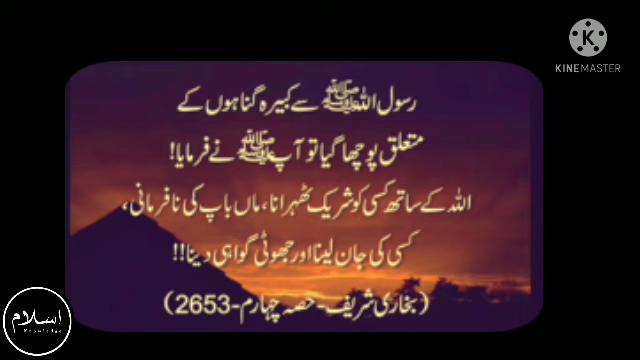 KINEMASTER
رسول اللہ ﷺ سے کبیرہ گناہوں کے
متعلق پوچھا گیا تو آپ ﷺ نے فرمایا!
اللہ کے ساتھ کسی کو شریک ٹھہرانا، ماں باپ کی نافرمانی،
کسی کی جان لینا اور جھوٹی گواہی دینا!!
(بخاری شریف-حصہ چہارم-2653)
اسلام
Knowledge